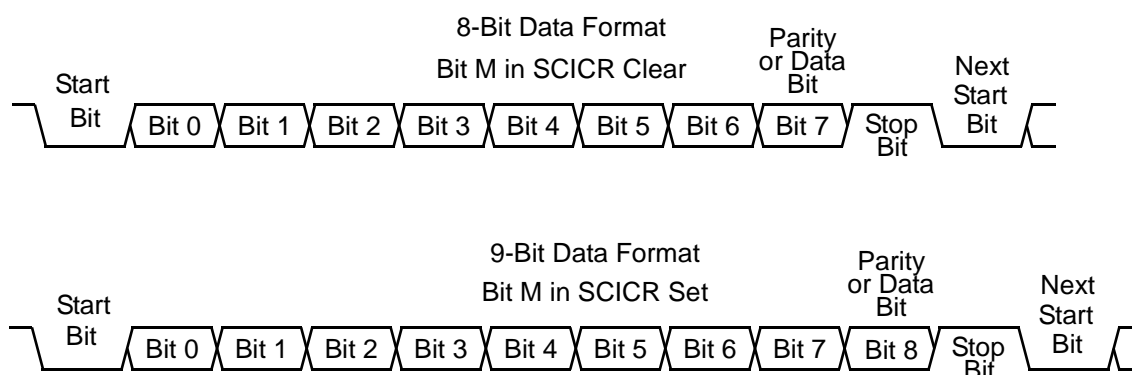 8-Bit Data Format
Bit M in SCICR Clear
Parity
or Data
Bit
Start
Bit
Next
Start
Bit
Bit 0 Bit 1 Bit 2 Bit 3 Bit 4 Bit 5 Bit 6 Bit 7
Stop
Bit
9-Bit Data Format
Bit M in SCICR Set
Parity
or Data
Bit
Start
Bit
Next
Start
Bit
Bit 0 Bit 1 Bit 2 Bit 3 Bit 4 Bit 5 Bit 6 Bit 7 Bit 8
Stop
Bit